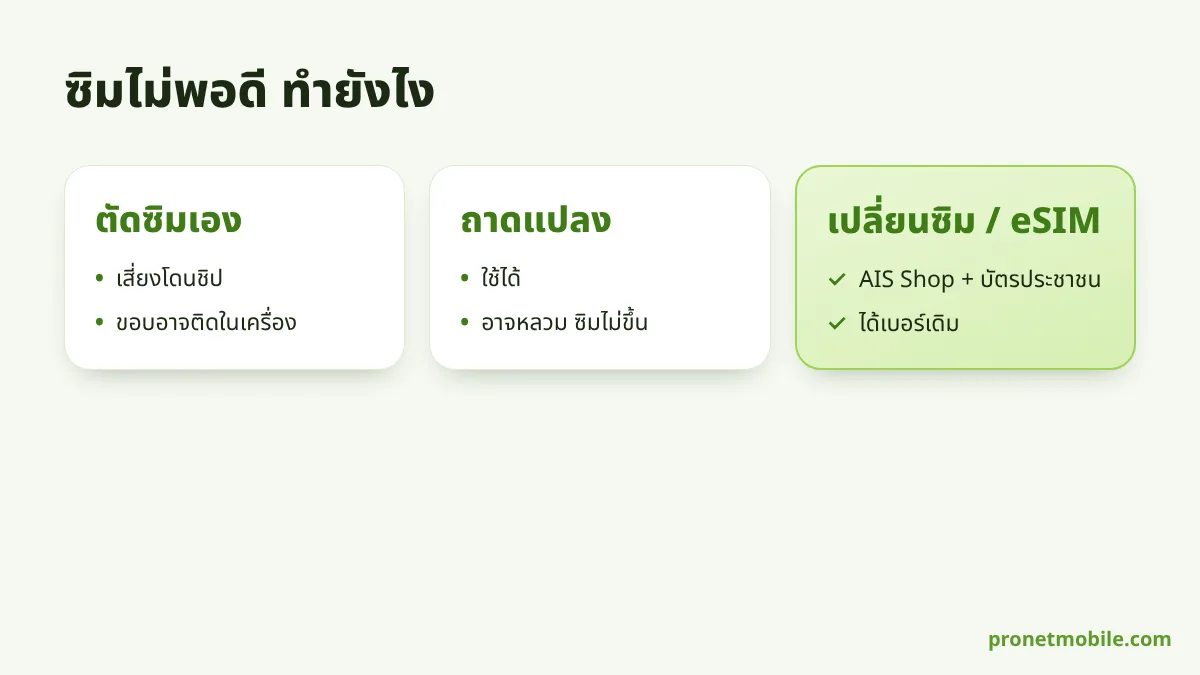 ซิมไม่พอดี ทำยังไง
ตัดซิมเอง
• เสี่ยงโดนชิป
• ขอบอาจติดในเครื่อง
ถาดแปลง
• ใช้ได้
• อาจหลวม ซิมไม่ขึ้น
เปลี่ยนซิม / eSIM
✓ AIS Shop + บัตรประชาชน
✓ ได้เบอร์เดิม
pronetmobile.com